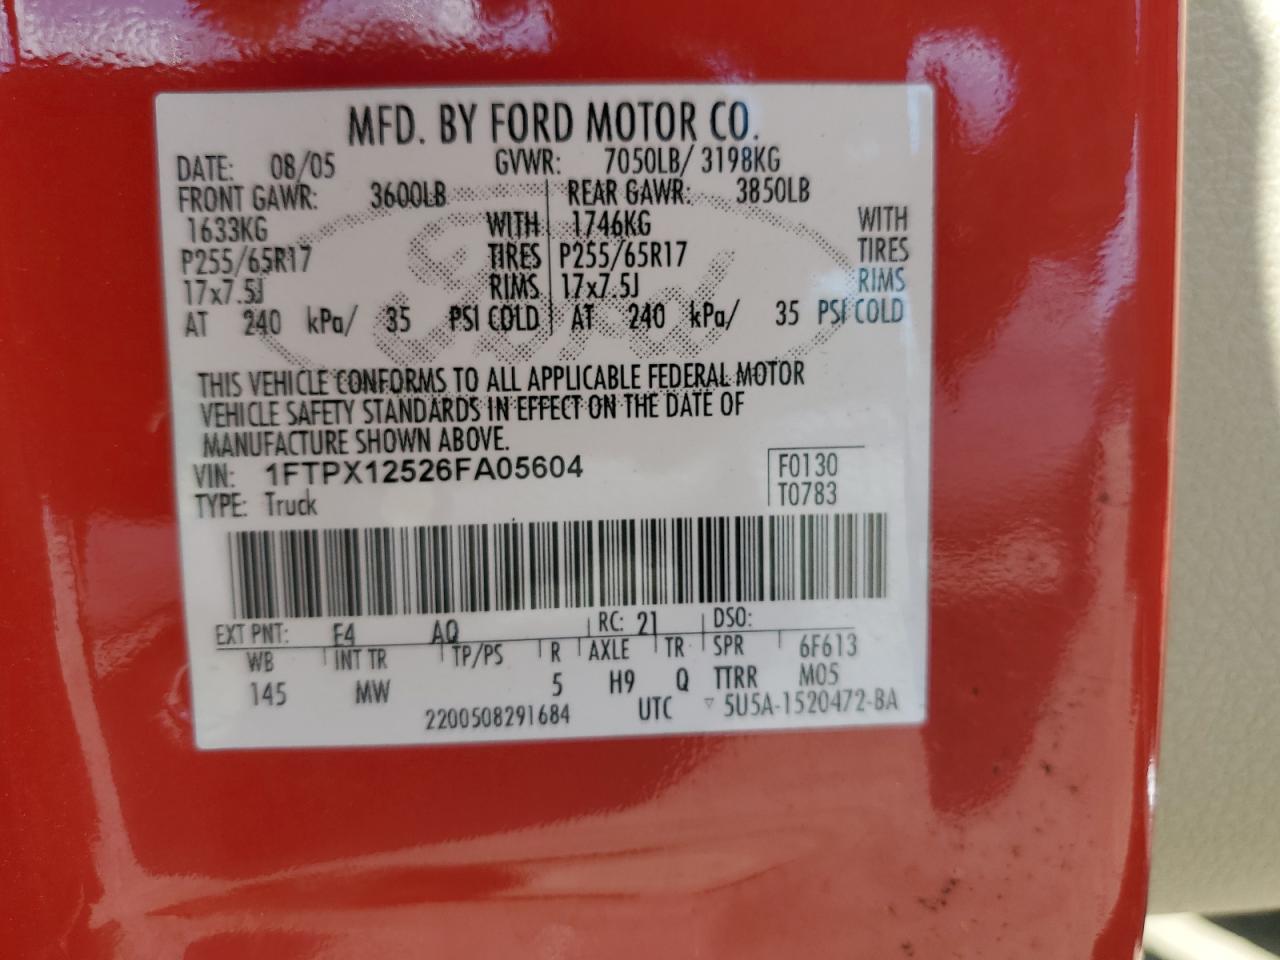 MFD. BY FORD MOTOR CO.
DATE: 08/05 GVWR: 7050LB/ 3198KG
FRONT GAWR: 3600LB REAR GAWR: 3850LB
1633KG WITH 1746KG WITH
P255/65R17 TIRES P255/65R17 TIRES
17x7.5J RIMS 17x7.5J RIMS
AT 240 kPa/ 35 PSI COLD AT 240 kPa/ 35 PSI COLD
Ford
THIS VEHICLE CONFORMS TO ALL APPLICABLE FEDERAL MOTOR
VEHICLE SAFETY STANDARDS IN EFFECT ON THE DATE OF
MANUFACTURE SHOWN ABOVE.
VIN: 1FTPX12526FA05604 F0130
TYPE: Truck T0783
EXT PNT: E4 AQ RC: 21 DSO:
WB INT TR TP/PS R AXLE TR SPR 6F613
145 MW 5 H9 Q TTRR M05
2200508291684 UTC ▽ 5U5A-1520472-BA